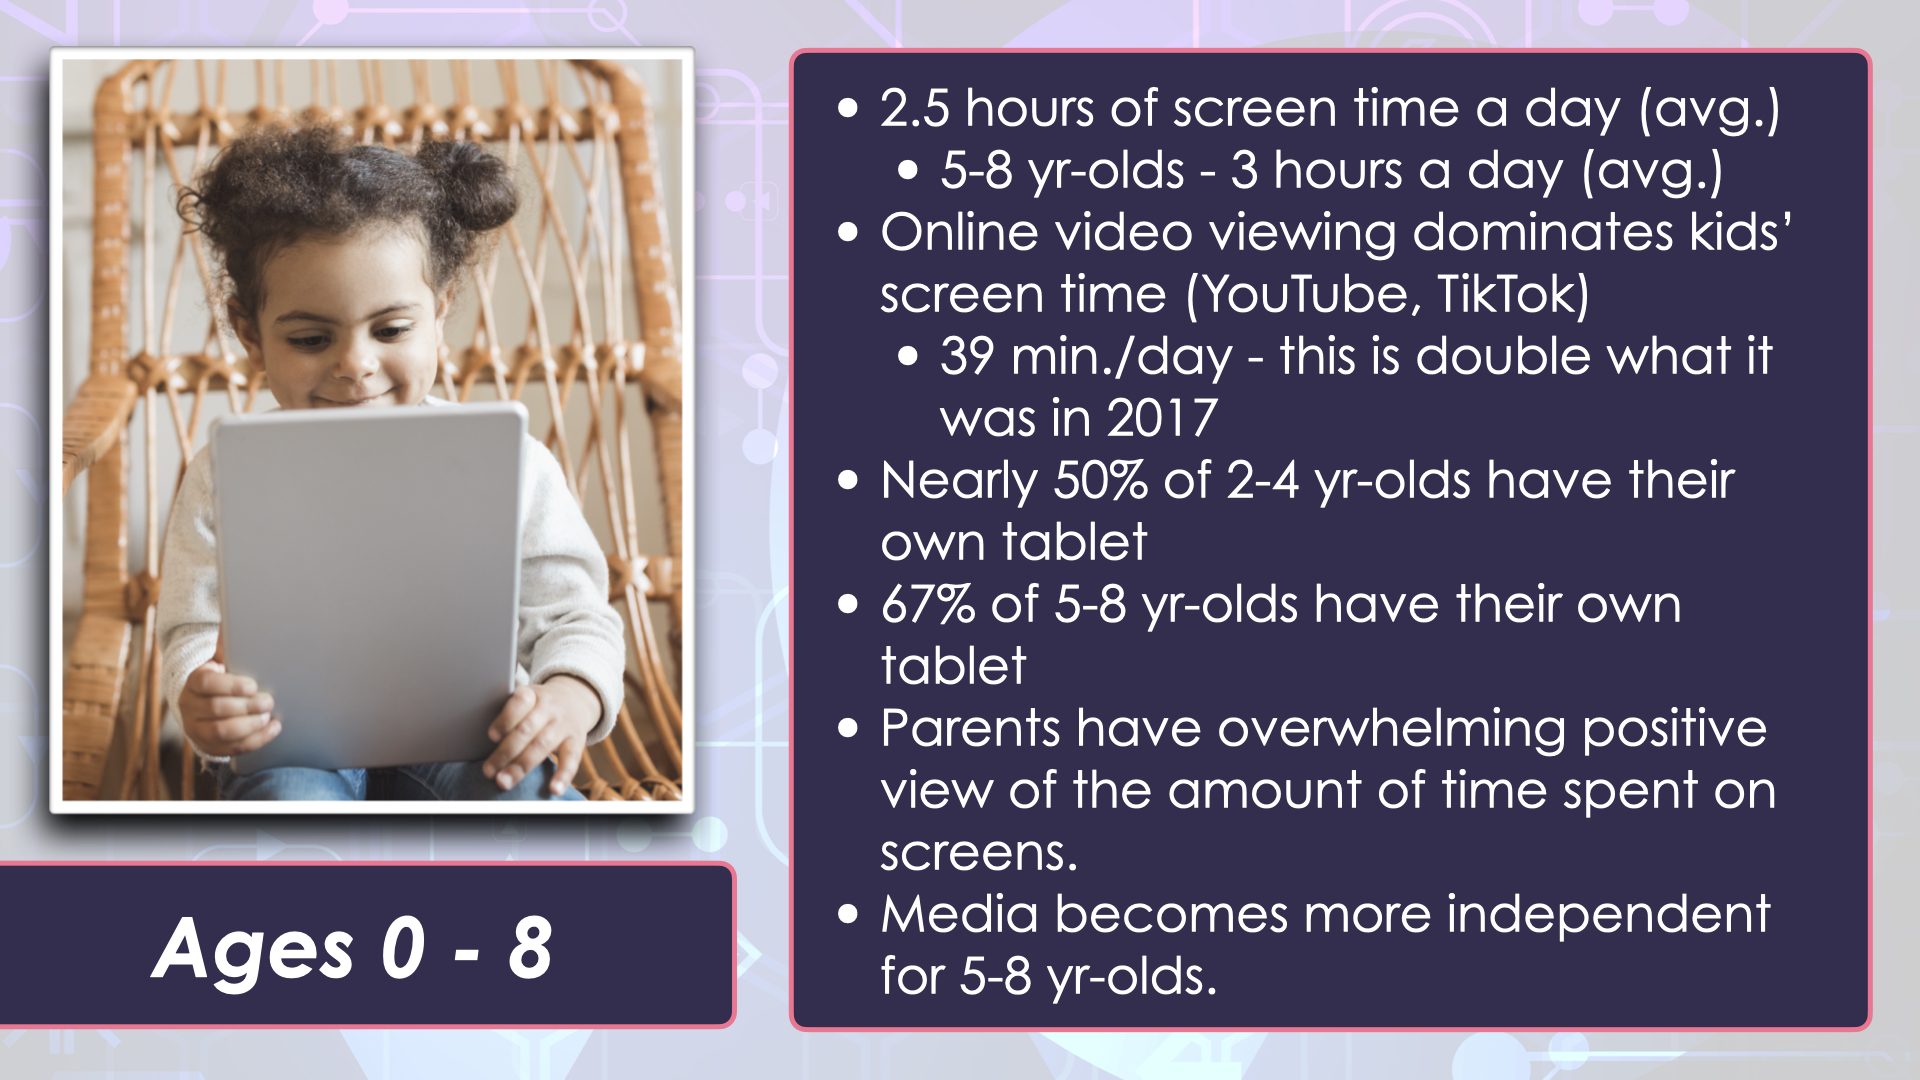 • 2.5 hours of screen time a day (avg.)
• 5-8 yr-olds - 3 hours a day (avg.)
• Online video viewing dominates kids’
screen time (YouTube, TikTok)
• 39 min./day - this is double what it
was in 2017
• Nearly 50% of 2-4 yr-olds have their
own tablet
• 67% of 5-8 yr-olds have their own
tablet
• Parents have overwhelming positive
view of the amount of time spent on
screens.
• Media becomes more independent
for 5-8 yr-olds.
Ages 0 - 8